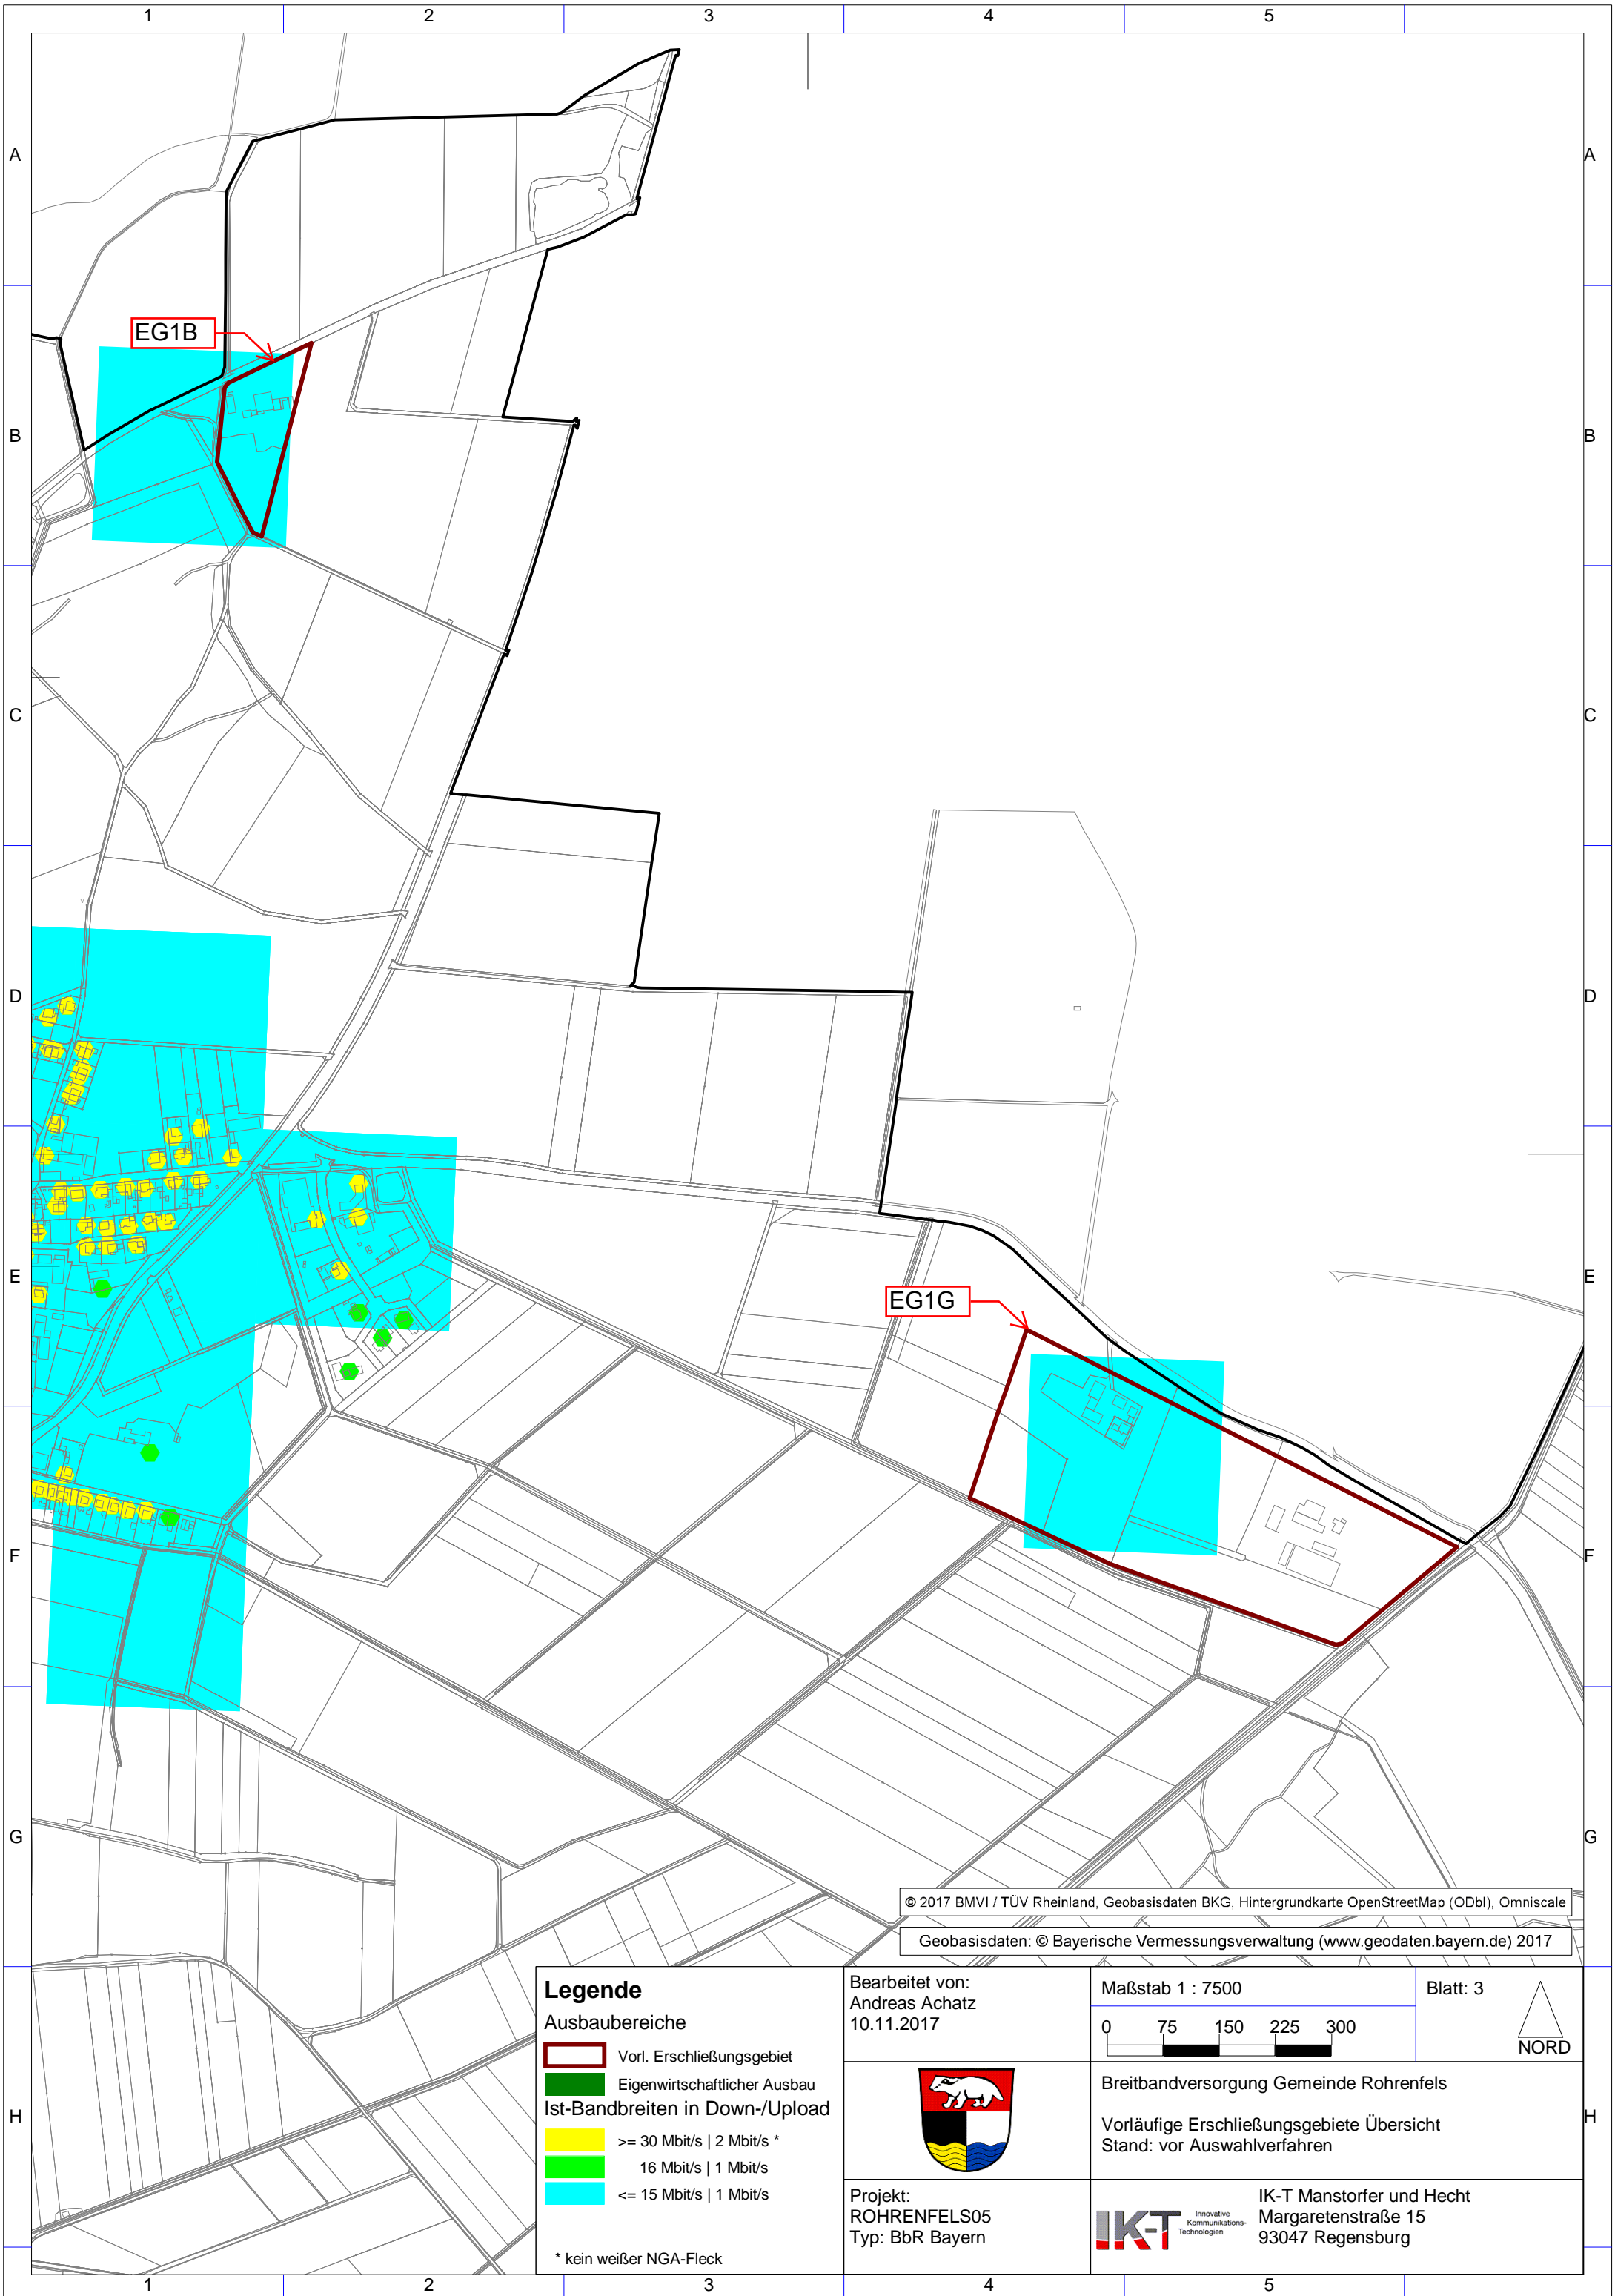 1 2 3 4 5
A A
EG1B
B B
C C
D D
E E
EG1G
F F
G G
© 2017 BMVI / TÜV Rheinland, Geobasisdaten BKG, Hintergrundkarte OpenStreetMap (ODbl), Omniscale
Geobasisdaten: © Bayerische Vermessungsverwaltung (www.geodaten.bayern.de) 2017
Legende
Ausbaubereiche
Vorl. Erschließungsgebiet
Eigenwirtschaftlicher Ausbau
Ist-Bandbreiten in Down-/Upload
>= 30 Mbit/s | 2 Mbit/s *
16 Mbit/s | 1 Mbit/s
<= 15 Mbit/s | 1 Mbit/s
* kein weißer NGA-Fleck
Bearbeitet von:
Andreas Achatz
10.11.2017
Maßstab 1 : 7500
0 75 150 225 300
Blatt: 3
NORD
Breitbandversorgung Gemeinde Rohrenfels
Vorläufige Erschließungsgebiete Übersicht
Stand: vor Auswahlverfahren
H H
Projekt:
ROHRENFELS05
Typ: BbR Bayern
IK-T
Innovative
Kommunikations-
Technologien
IK-T Manstorfer und Hecht
Margaretenstraße 15
93047 Regensburg
1 2 3 4 5